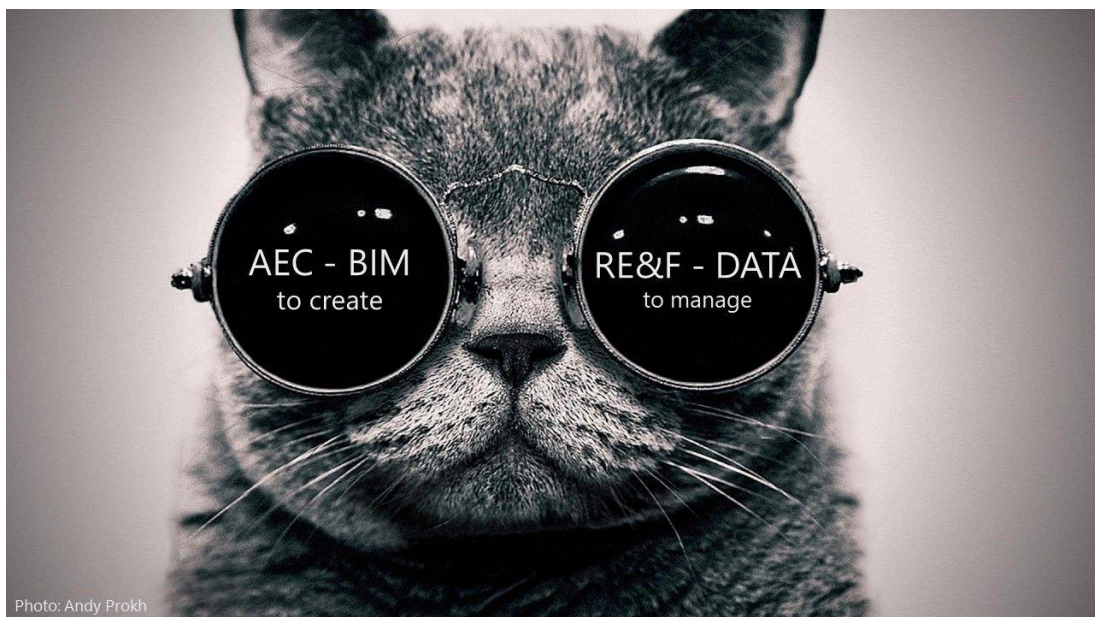 AEC - BIM
to create
RE&F - DATA
to manage
Photo: Andy Prokh